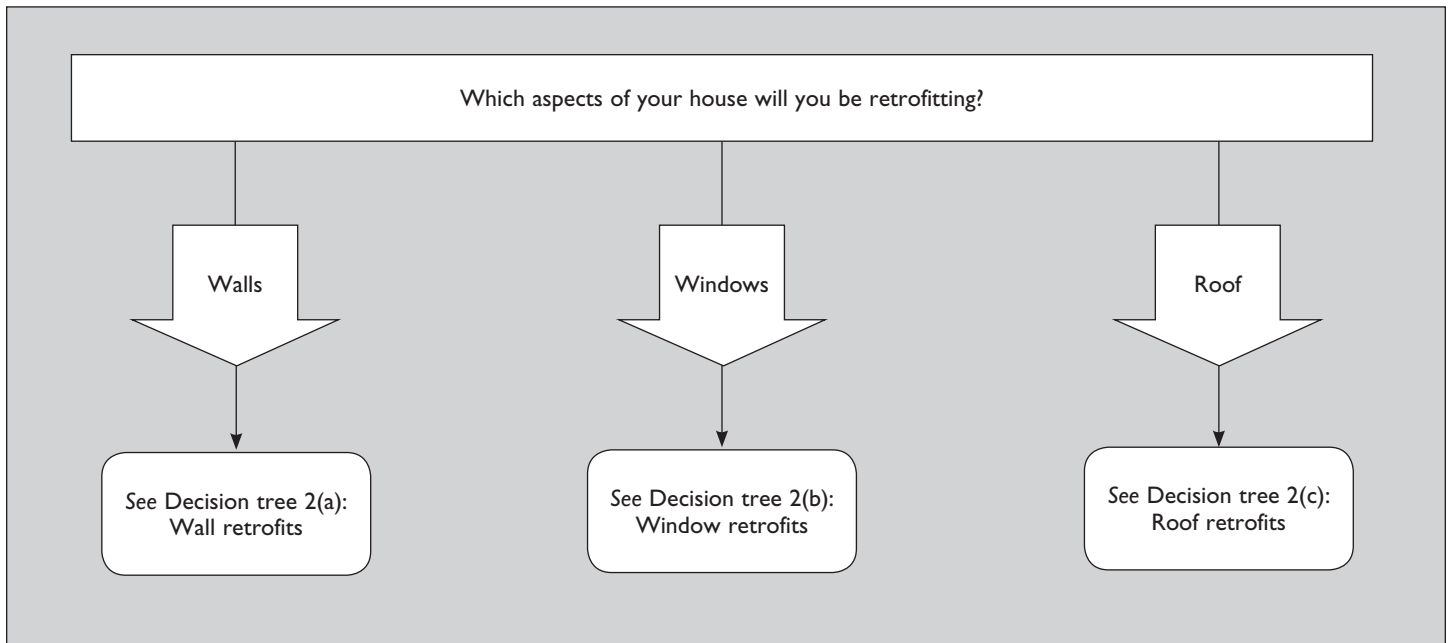 Which aspects of your house will you be retrofitting?
Walls
Windows
Roof
See Decision tree 2(a):
Wall retrofits
See Decision tree 2(b):
Window retrofits
See Decision tree 2(c):
Roof retrofits